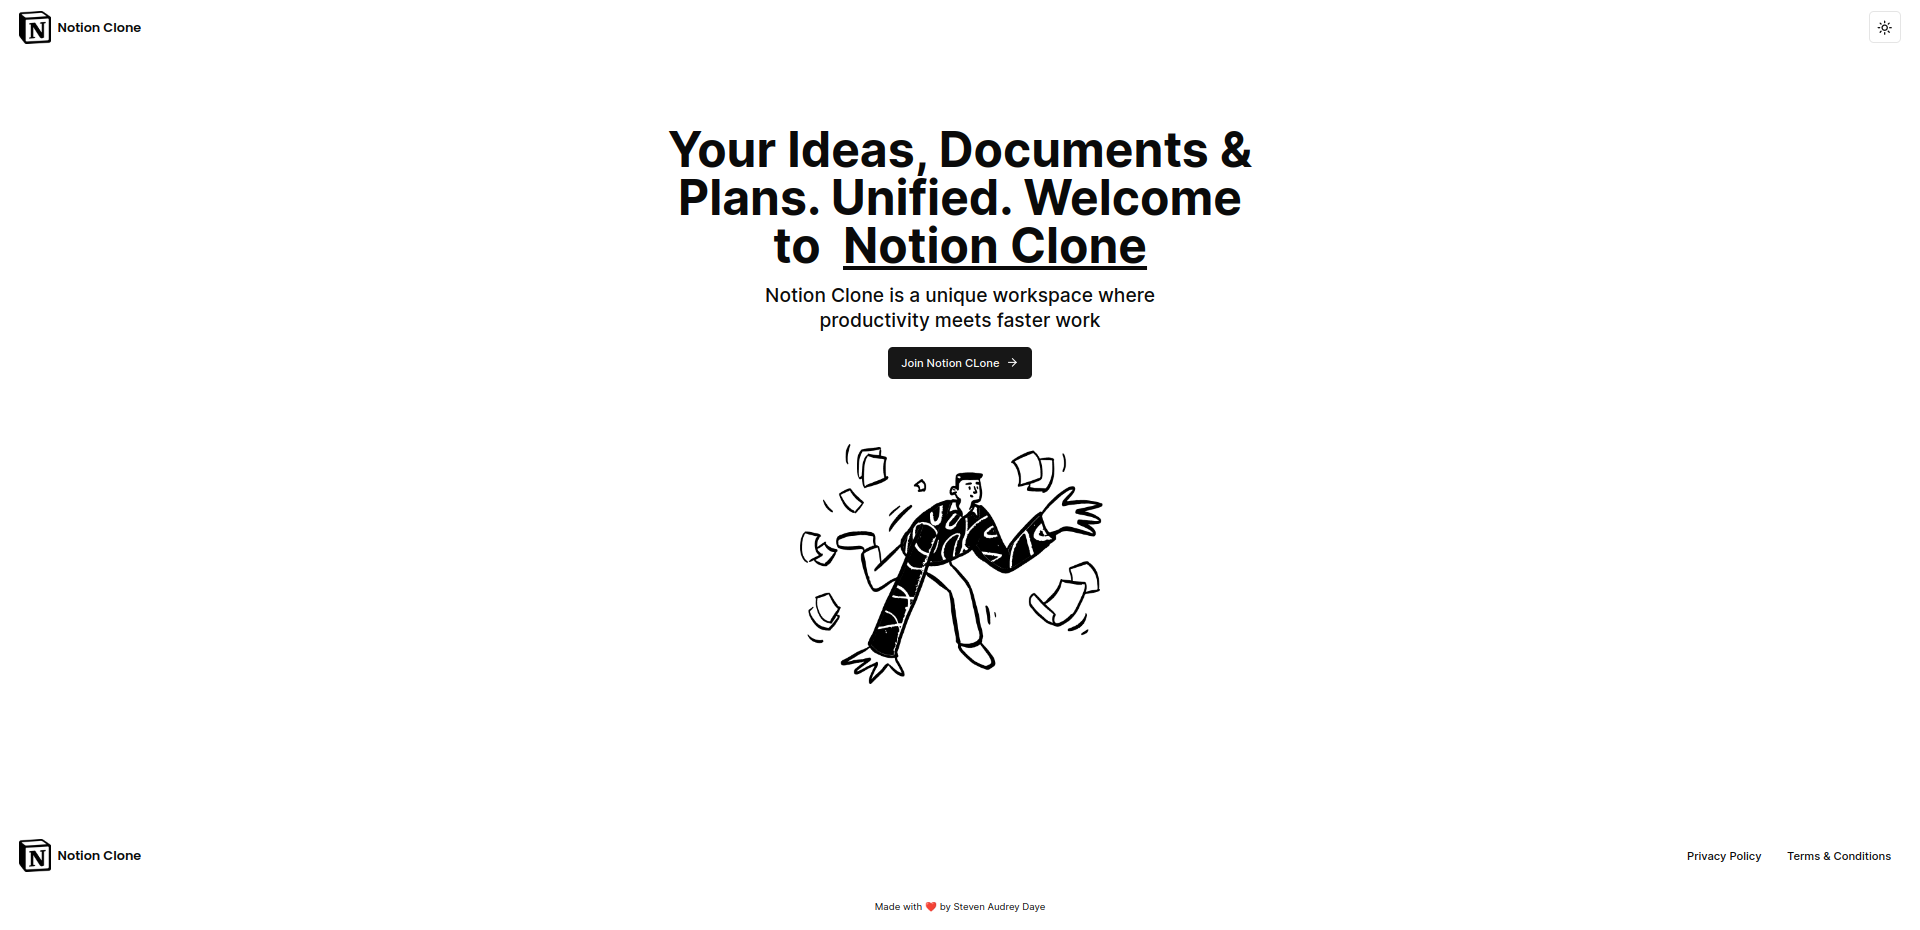 N Notion Clone
Your Ideas, Documents &
Plans. Unified. Welcome
to Notion Clone
Notion Clone is a unique workspace where
productivity meets faster work
Join Notion CLone →
N Notion Clone
Privacy Policy Terms & Conditions
Made with ❤️ by Steven Audrey Daye